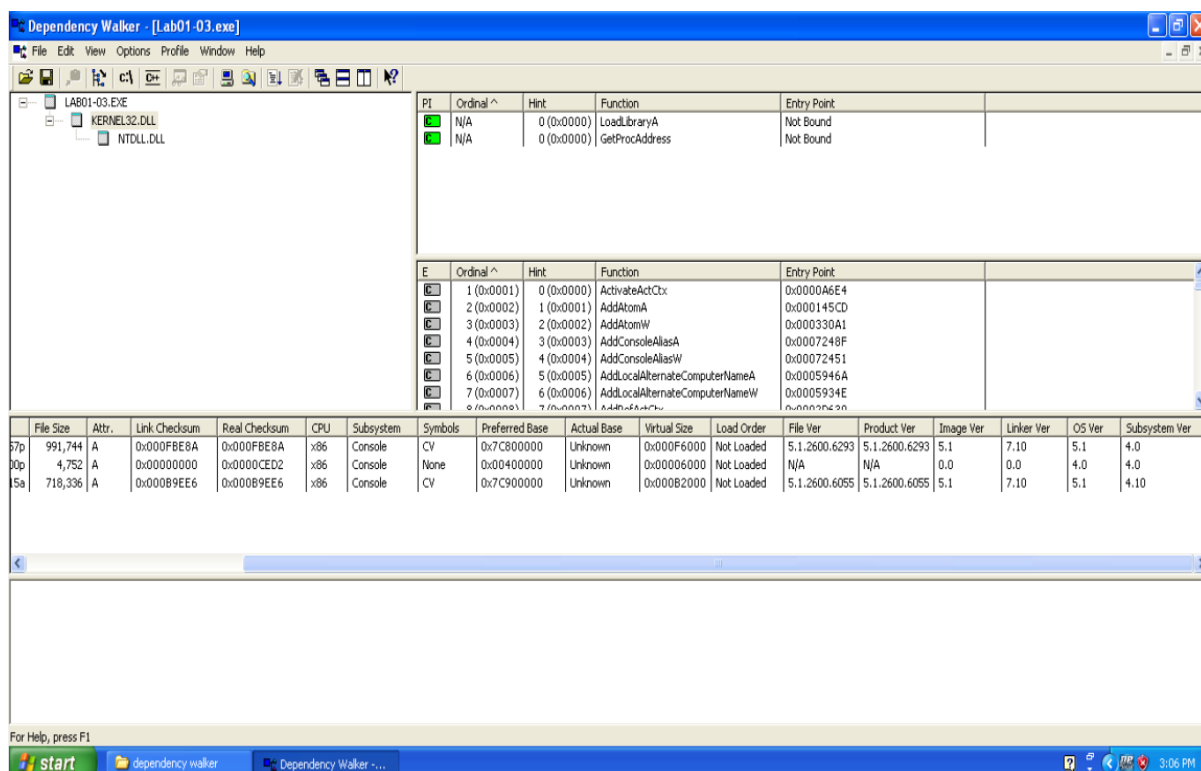 Dependency Walker - [Lab01-03.exe]
File Edit View Options Profile Window Help
LAB01-03.EXE
KERNEL32.DLL
NTDLL.DLL
PI Ordinal ^ Hint Function Entry Point
C N/A 0 (0x0000) LoadLibraryA Not Bound
C N/A 0 (0x0000) GetProcAddress Not Bound
E Ordinal ^ Hint Function Entry Point
C 1 (0x0001) 0 (0x0000) ActivateActCtx 0x0000A6E4
C 2 (0x0002) 1 (0x0001) AddAtomA 0x000145CD
C 3 (0x0003) 2 (0x0002) AddAtomW 0x000330A1
C 4 (0x0004) 3 (0x0003) AddConsoleAliasA 0x0007248F
C 5 (0x0005) 4 (0x0004) AddConsoleAliasW 0x00072451
C 6 (0x0006) 5 (0x0005) AddLocalAlternateComputerNameA 0x0005946A
C 7 (0x0007) 6 (0x0006) AddLocalAlternateComputerNameW 0x0005934E
File Size Attr. Link Checksum Real Checksum CPU Subsystem Symbols Preferred Base Actual Base Virtual Size Load Order File Ver Product Ver Image Ver Linker Ver OS Ver Subsystem Ver
57p 991,744 A 0x000FBE8A 0x000FBE8A x86 Console CV 0x7C800000 Unknown 0x000F6000 Not Loaded 5.1.2600.6293 5.1.2600.6293 5.1 7.10 5.1 4.0
00p 4,752 A 0x00000000 0x0000CED2 x86 Console None 0x00400000 Unknown 0x00006000 Not Loaded N/A N/A 0.0 0.0 4.0 4.0
15a 718,336 A 0x000B9EE6 0x000B9EE6 x86 Console CV 0x7C900000 Unknown 0x000B2000 Not Loaded 5.1.2600.6055 5.1.2600.6055 5.1 7.10 5.1 4.10
For Help, press F1
start dependency walker Dependency Walker -... 3:06 PM